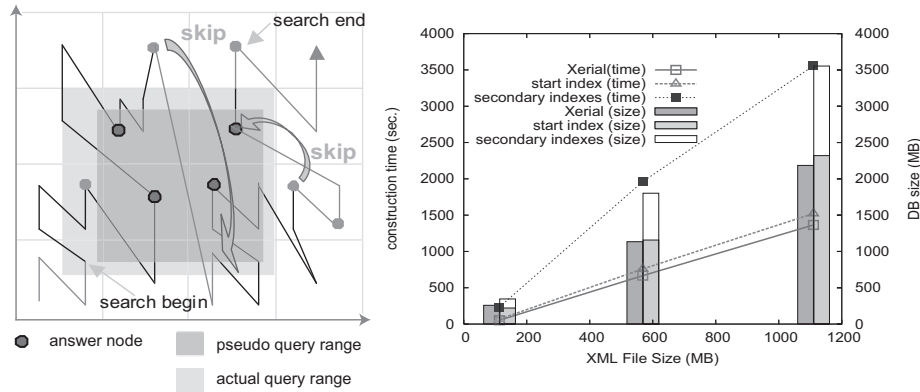 search end
skip
skip
search begin
answer node
pseudo query range
actual query range
4000
3500
3000
2500
2000
1500
1000
500
0
construction time (sec.)
Xerial(time)
start index (time)
secondary indexes (time)
Xerial (size)
start index (size)
secondary indexes (size)
4000
3500
3000
2500
2000
1500
1000
500
0
DB size (MB)
0 200 400 600 800 1000 1200
XML File Size (MB)